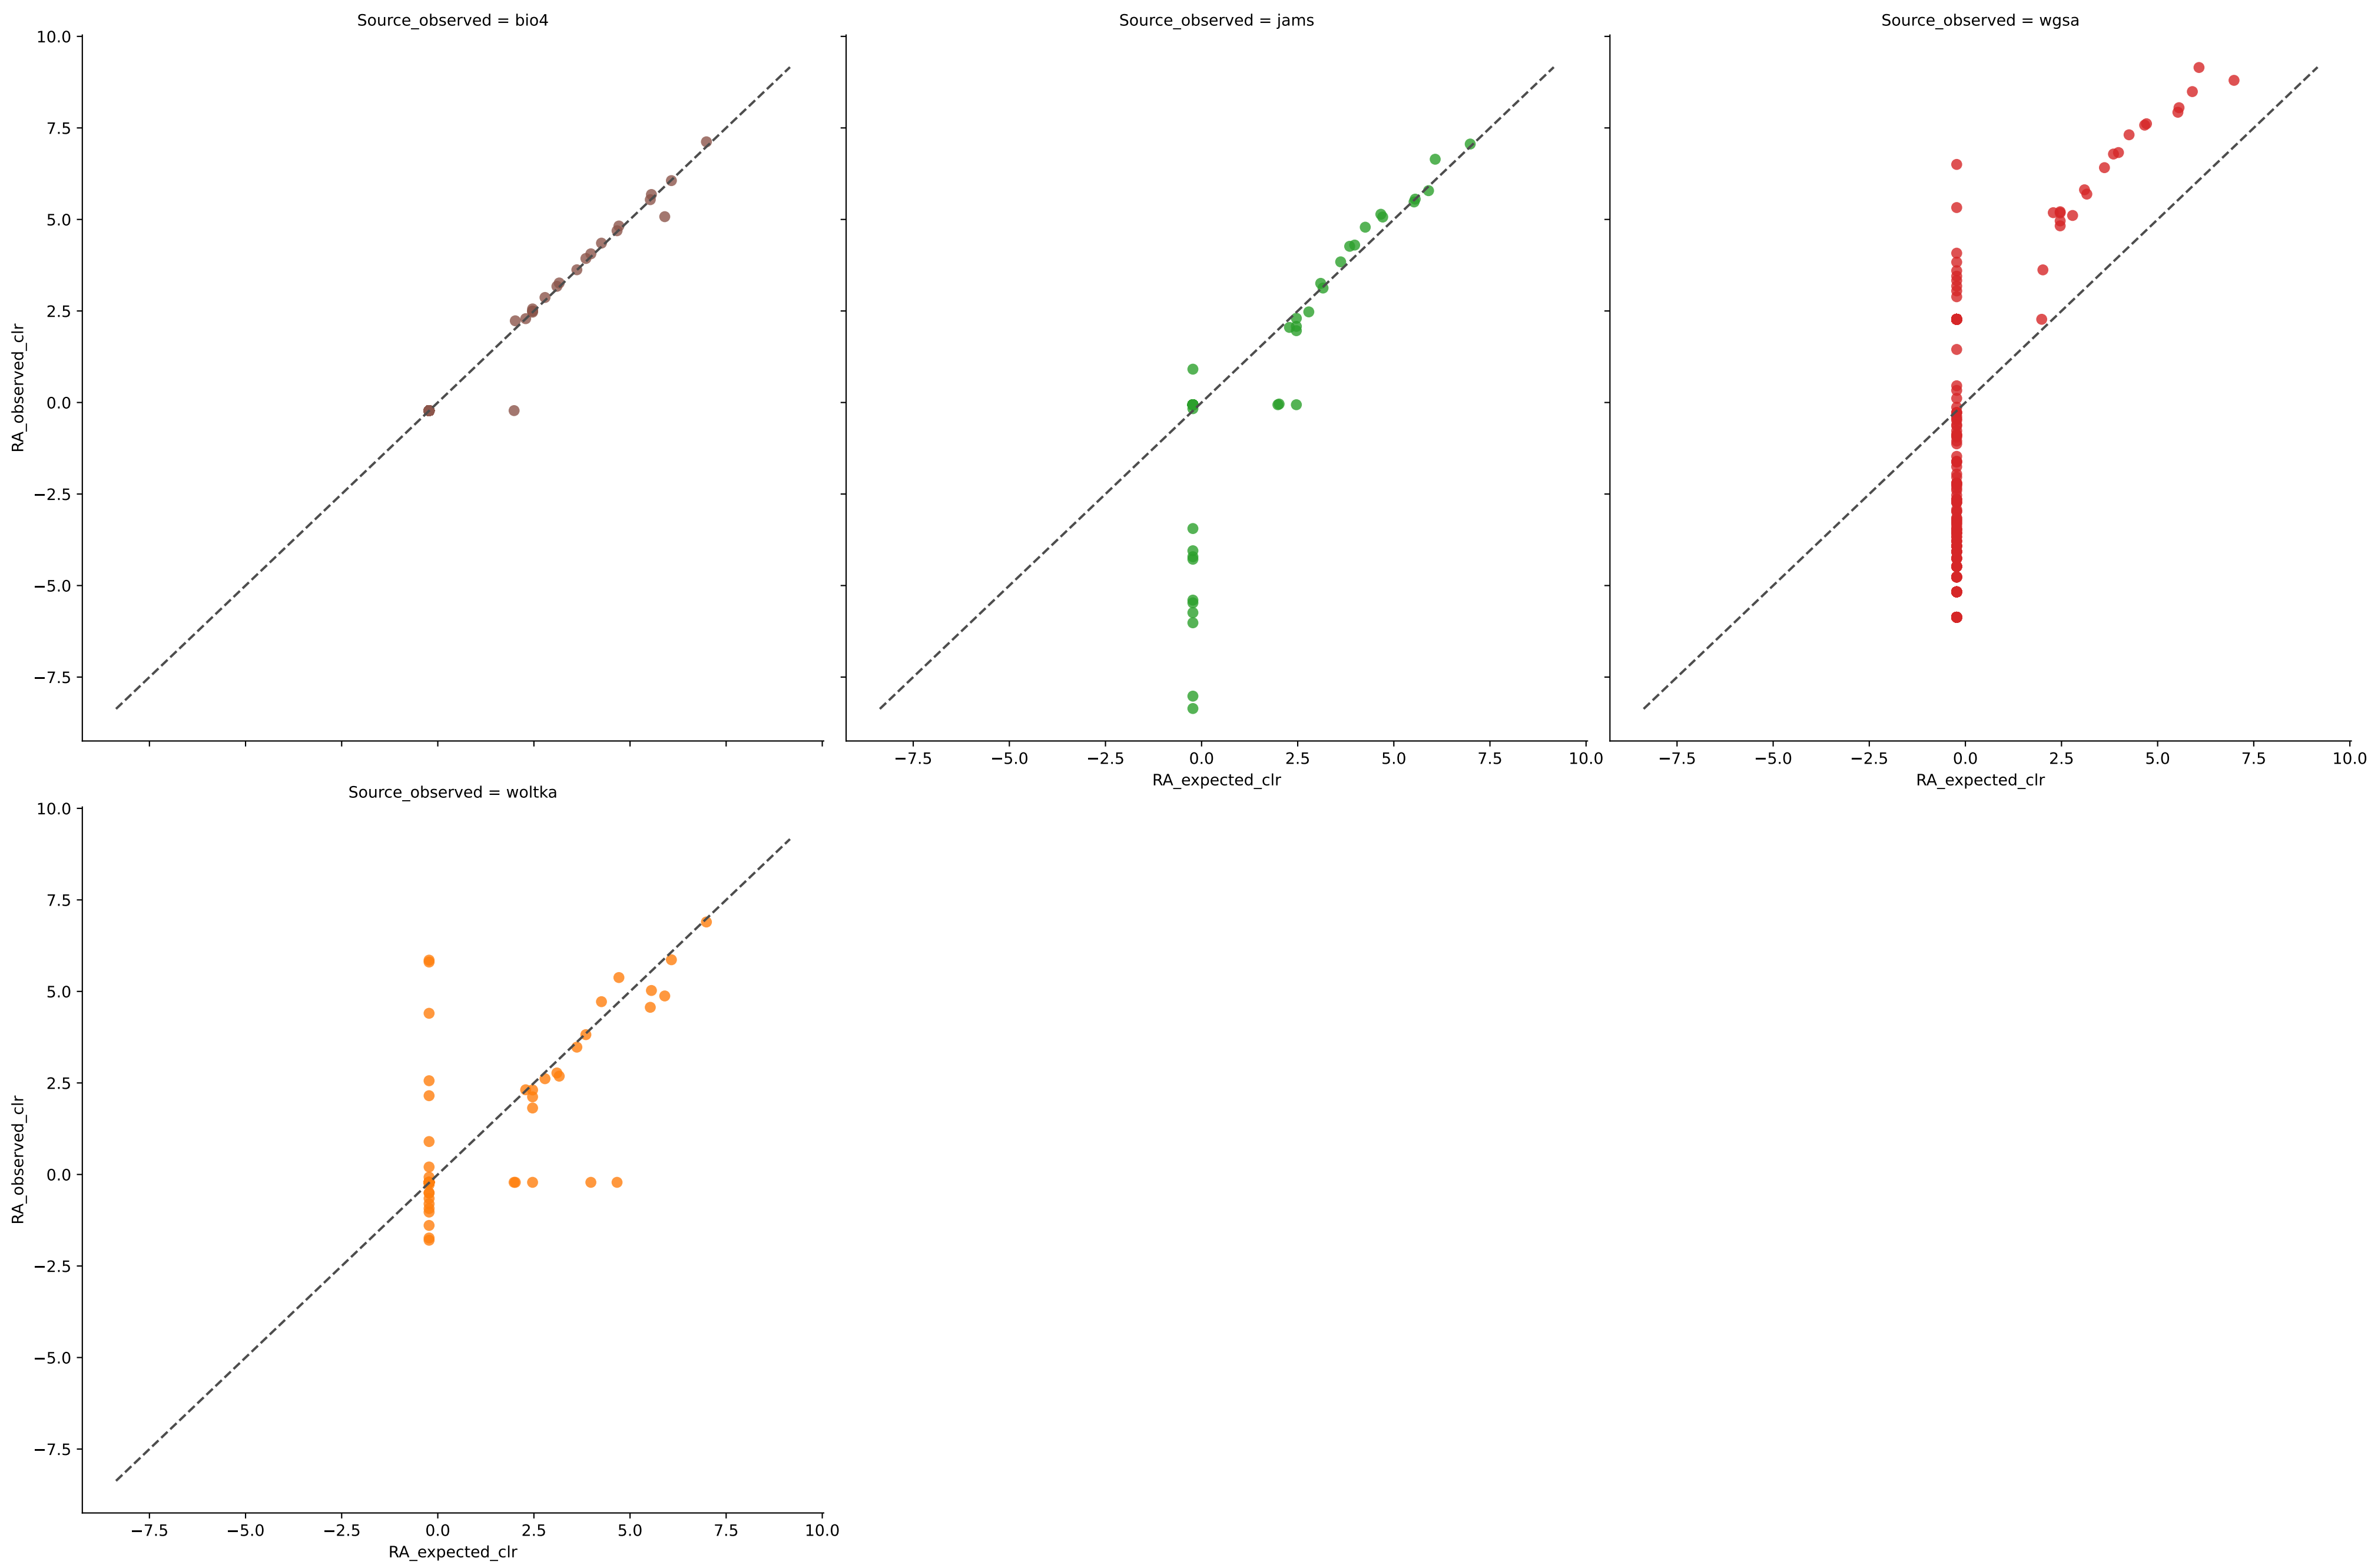 Source_observed = bio4
Source_observed = jams
Source_observed = wgsa
10.0
7.5
5.0
2.5
0.0
−2.5
−5.0
−7.5
RA_observed_clr
−7.5 −5.0 −2.5 0.0 2.5 5.0 7.5 10.0
RA_expected_clr
−7.5 −5.0 −2.5 0.0 2.5 5.0 7.5 10.0
RA_expected_clr
Source_observed = woltka
10.0
7.5
5.0
2.5
0.0
−2.5
−5.0
−7.5
RA_observed_clr
−7.5 −5.0 −2.5 0.0 2.5 5.0 7.5 10.0
RA_expected_clr